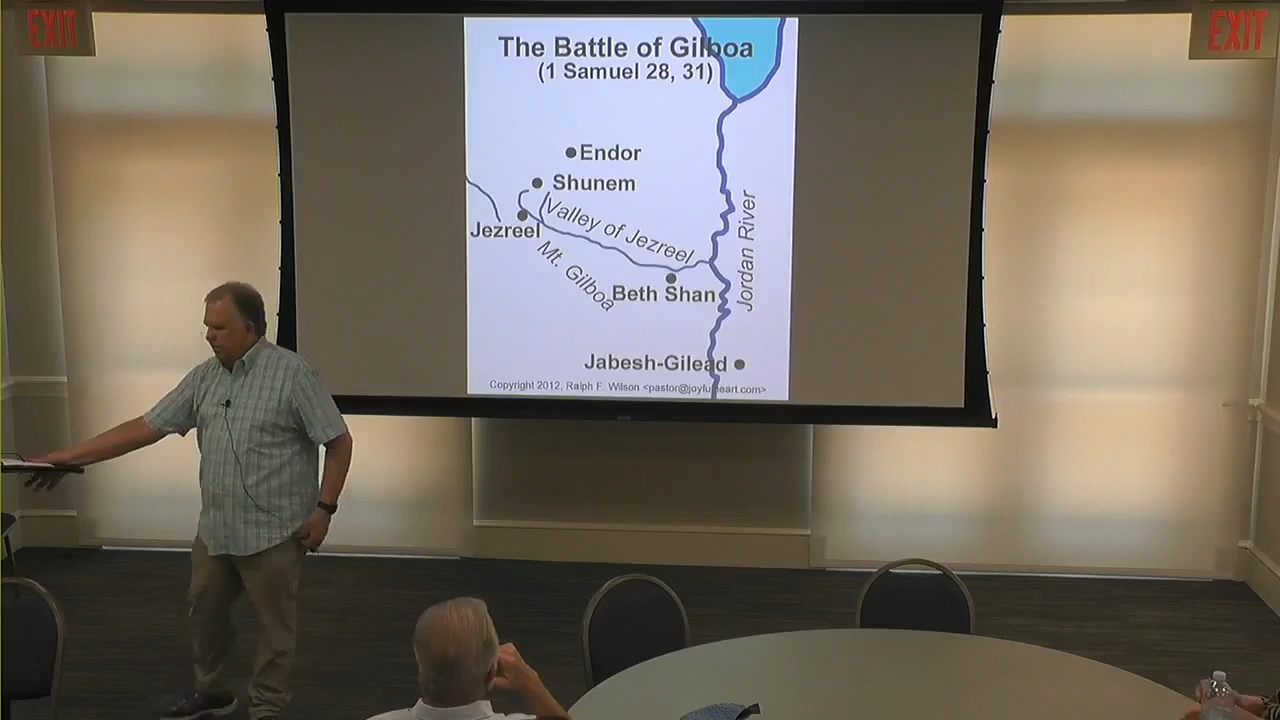 EXIT
EXIT
The Battle of Gilboa
(1 Samuel 28, 31)
Endor
Shunem
Jezreel
Valley of Jezreel
Mt. Gilboa
Beth Shan
Jordan River
Jabesh-Gilead
Copyright 2012, Ralph F. Wilson <pastor@joyfulheart.com>